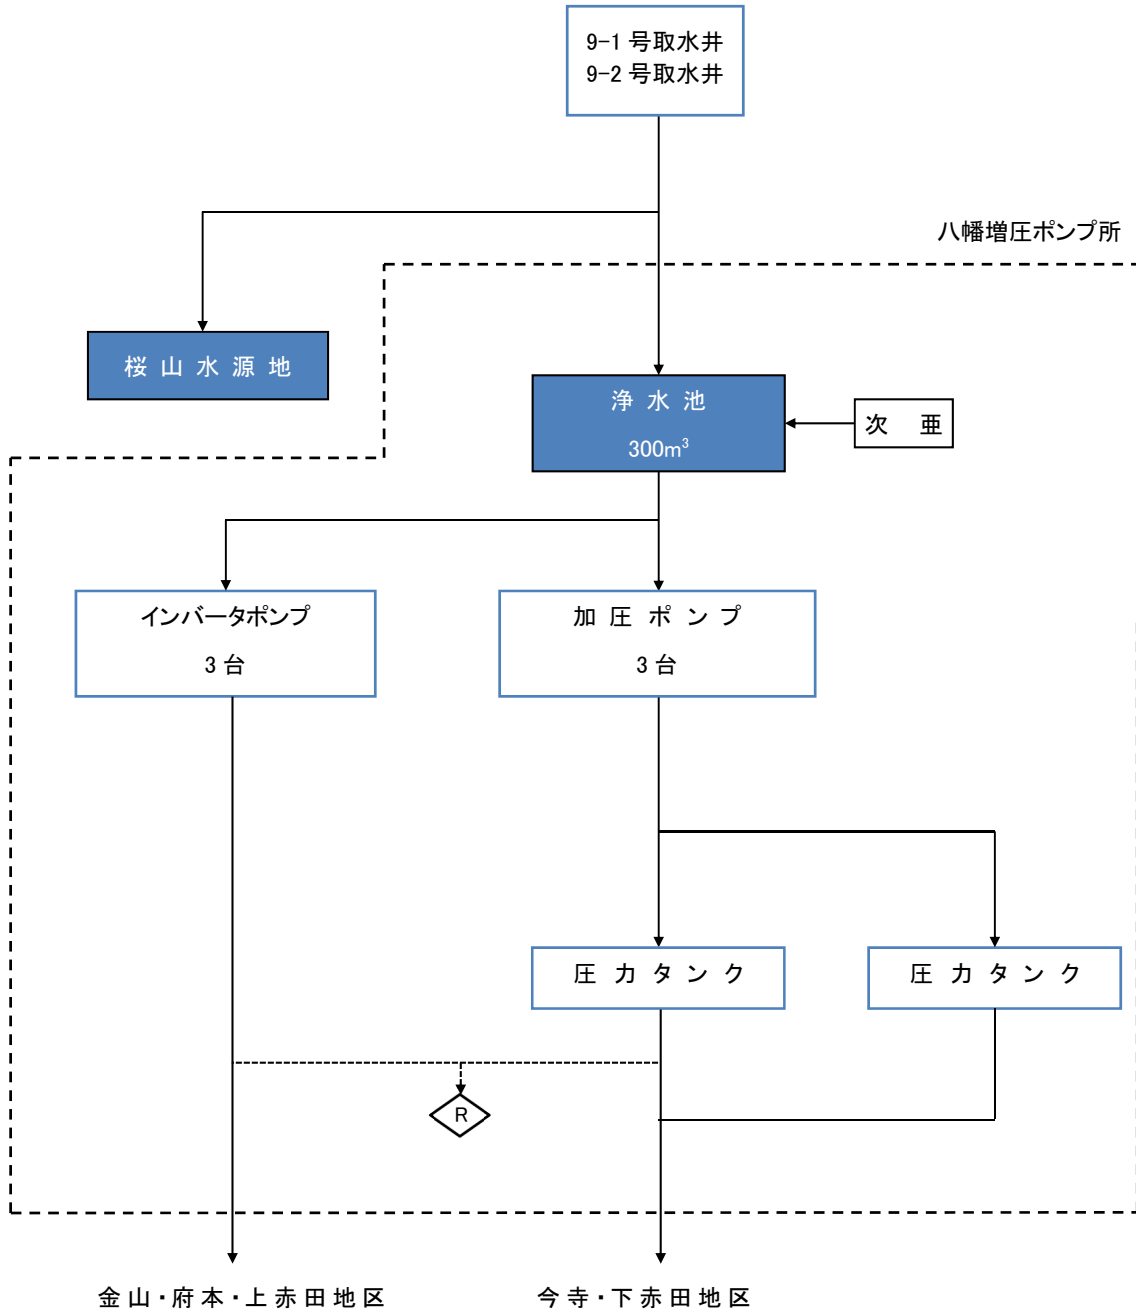 9-1 号取水井
9-2 号取水井
八幡増圧ポンプ所
桜 山 水 源 地
浄 水 池
300m³
次 亜
インバータポンプ
3 台
加 圧 ポ ン プ
3 台
圧 力 タ ン ク
圧 力 タ ン ク
R
金 山・府 本・上 赤 田 地 区
今 寺・下 赤 田 地 区